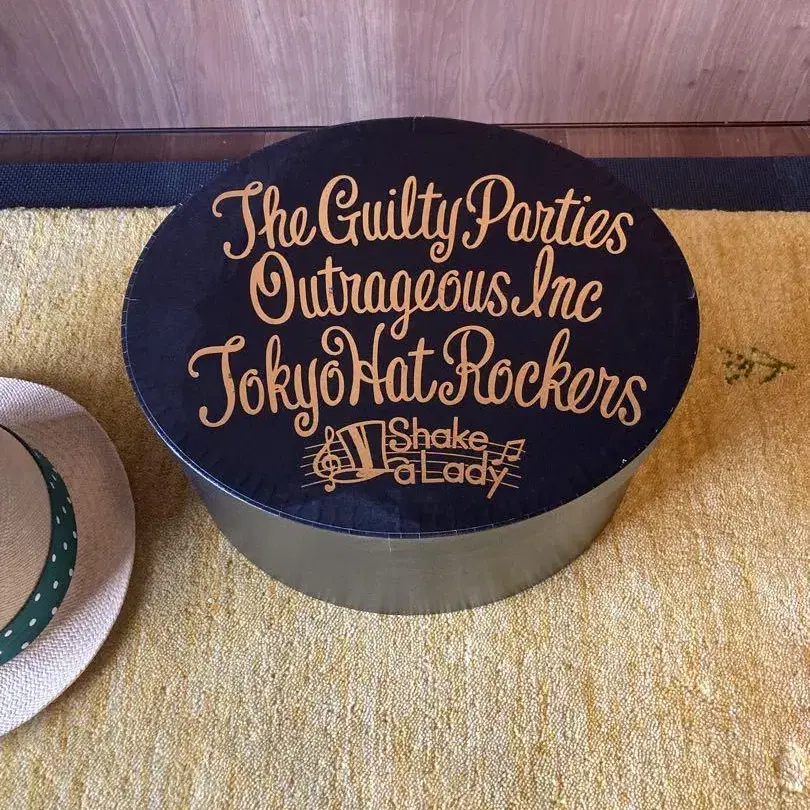 The Guilty Parties
Outrageous Inc
Tokyo Hat Rockers
Shake
a Lady